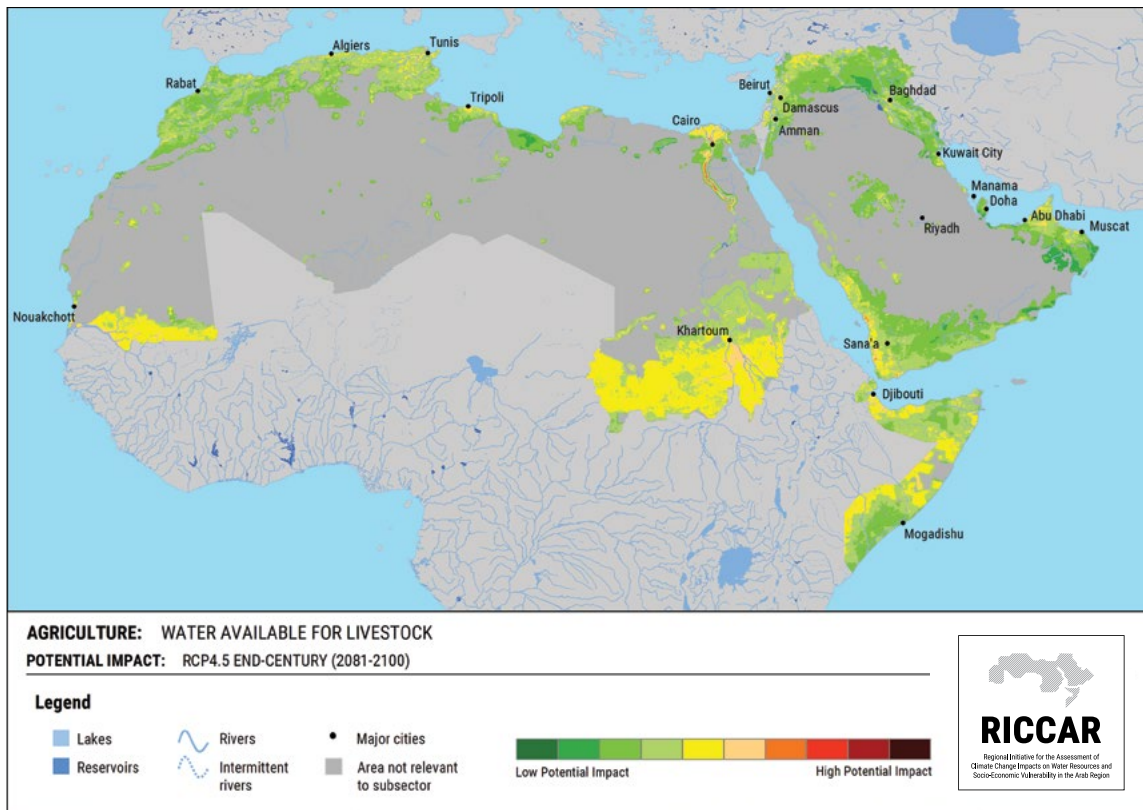 Algiers
Tunis
Rabat
Tripoli
Beirut
Damascus
Baghdad
Cairo
Amman
Kuwait City
Manama
Doha
Abu Dhabi
Muscat
Riyadh
Nouakchott
Khartoum
Sana'a
Djibouti
Mogadishu
AGRICULTURE: WATER AVAILABLE FOR LIVESTOCK
POTENTIAL IMPACT: RCP4.5 END-CENTURY (2081-2100)
Legend
Lakes
Reservoirs
Rivers
Intermittent
rivers
Major cities
Area not relevant
to subsector
Low Potential Impact
High Potential Impact
RICCAR
Regional Initiative for the Assessment of
Climate Change Impacts on Water Resources and
Socio-Economic Vulnerability in the Arab Region